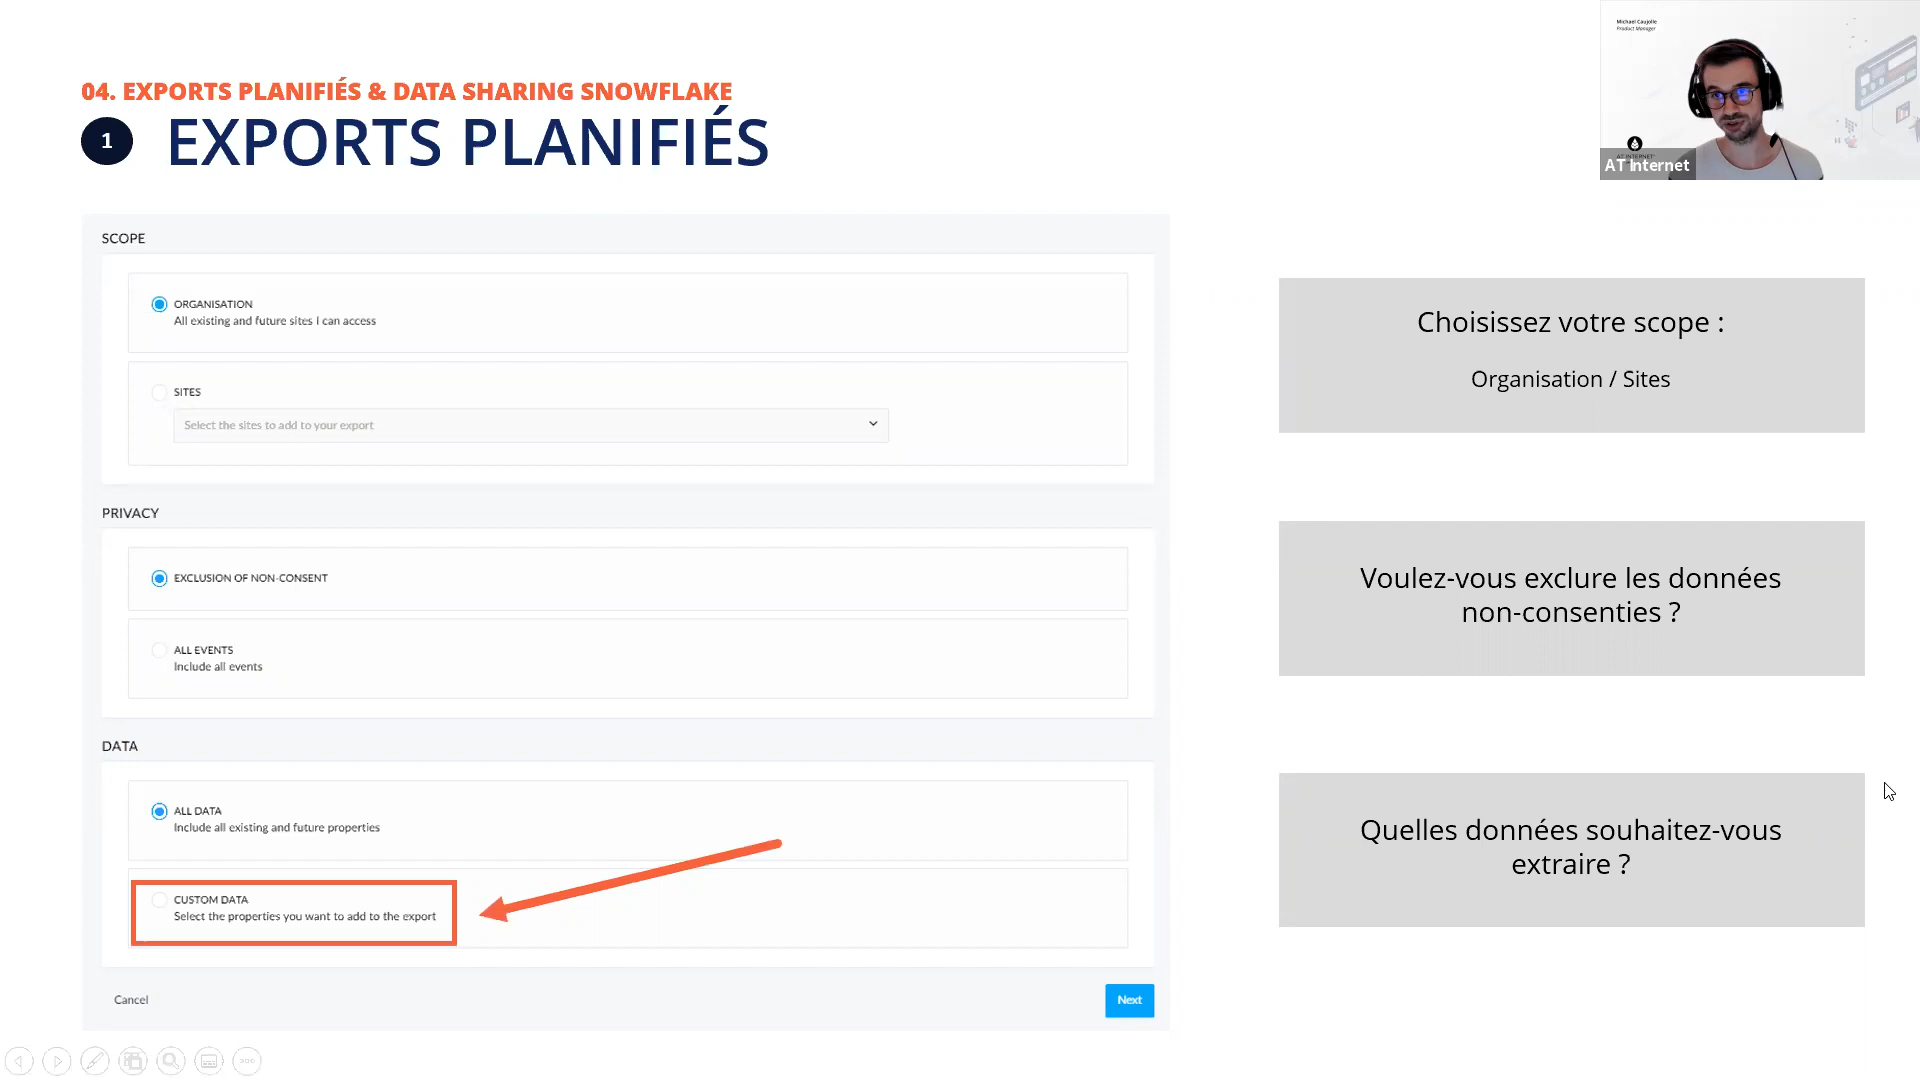 04. EXPORTS PLANIFIÉS & DATA SHARING SNOWFLAKE
1 EXPORTS PLANIFIÉS
Michael Caujolle
Product Manager
AT Internet
SCOPE
ORGANISATION
All existing and future sites I can access
SITES
Select the sites to add to your export
PRIVACY
EXCLUSION OF NON-CONSENT
ALL EVENTS
Include all events
DATA
ALL DATA
Include all existing and future properties
CUSTOM DATA
Select the properties you want to add to the export
Cancel
Next
Choisissez votre scope :
Organisation / Sites
Voulez-vous exclure les données
non-consenties ?
Quelles données souhaitez-vous
extraire ?